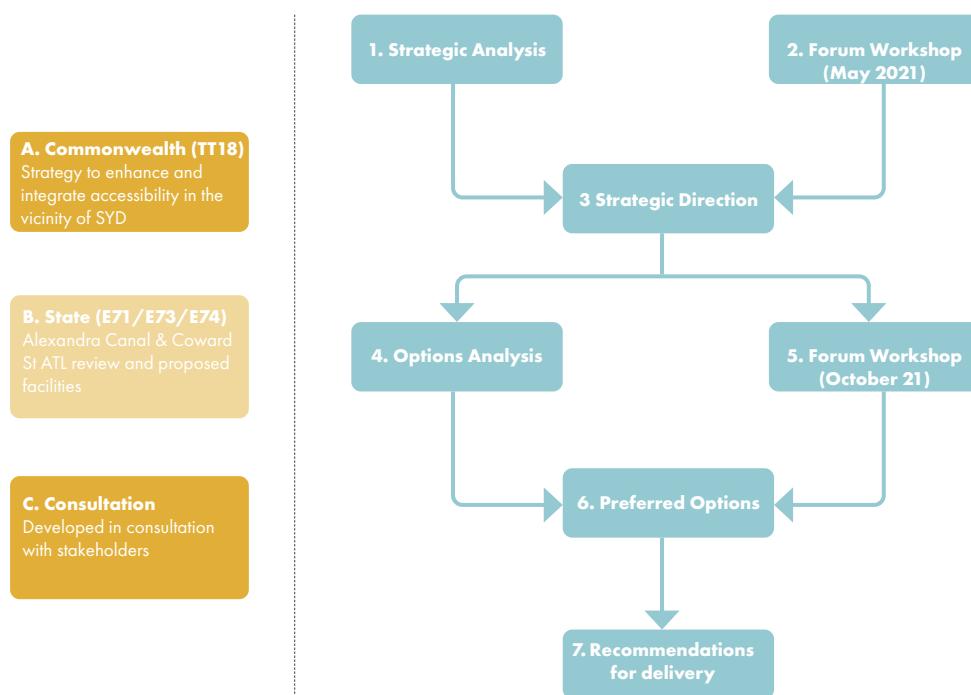 A. Commonwealth (TT18)
Strategy to enhance and
integrate accessibility in the
vicinity of SYD
B. State (E71/E73/E74)
Alexandra Canal & Coward
St ATL review and proposed
facilities
C. Consultation
Developed in consultation
with stakeholders
1. Strategic Analysis
2. Forum Workshop
(May 2021)
3 Strategic Direction
4. Options Analysis
5. Forum Workshop
(October 21)
6. Preferred Options
7. Recommendations
for delivery